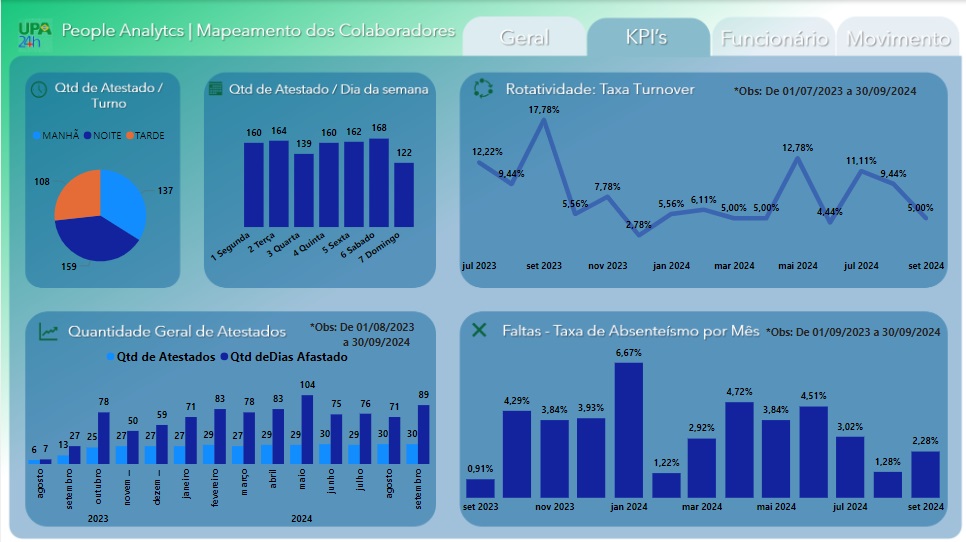 UPA
24h
People Analytcs | Mapeamento dos Colaboradores
Geral
KPI's
Funcionário
Movimento
Qtd de Atestado /
Turno
MANHÃ NOITE TARDE
108
137
159
Qtd de Atestado / Dia da semana
160 164 139 160 162 168 122
1 Segunda
2 Terça
3 Quarta
4 Quinta
5 Sexta
6 Sabado
7 Domingo
Rotatividade: Taxa Turnover
*Obs: De 01/07/2023 a 30/09/2024
12,22% 9,44% 17,78% 5,56% 7,78% 2,78% 5,56% 6,11% 5,00% 5,00% 12,78% 4,44% 11,11% 9,44% 5,00%
jul 2023 set 2023 nov 2023 jan 2024 mar 2024 mai 2024 jul 2024 set 2024
Quantidade Geral de Atestados
*Obs: De 01/08/2023
a 30/09/2024
Qtd de Atestados Qtd deDias Afastado
6 7 13 27 25 78 27 50 27 59 27 71 29 83 27 78 29 83 29 104 30 75 29 76 30 71 30 89
agosto
setembro
outubro
novem…
dezem…
janeiro
fevereiro
março
abril
maio
junho
julho
agosto
setembro
2023 2024
Faltas - Taxa de Absenteísmo por Mês
*Obs: De 01/09/2023 a 30/09/2024
0,91% 4,29% 3,84% 3,93% 6,67% 1,22% 2,92% 4,72% 3,84% 4,51% 3,02% 1,28% 2,28%
set 2023 nov 2023 jan 2024 mar 2024 mai 2024 jul 2024 set 2024